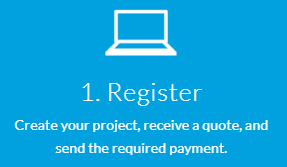 1. Register
Create your project, receive a quote, and
send the required payment.